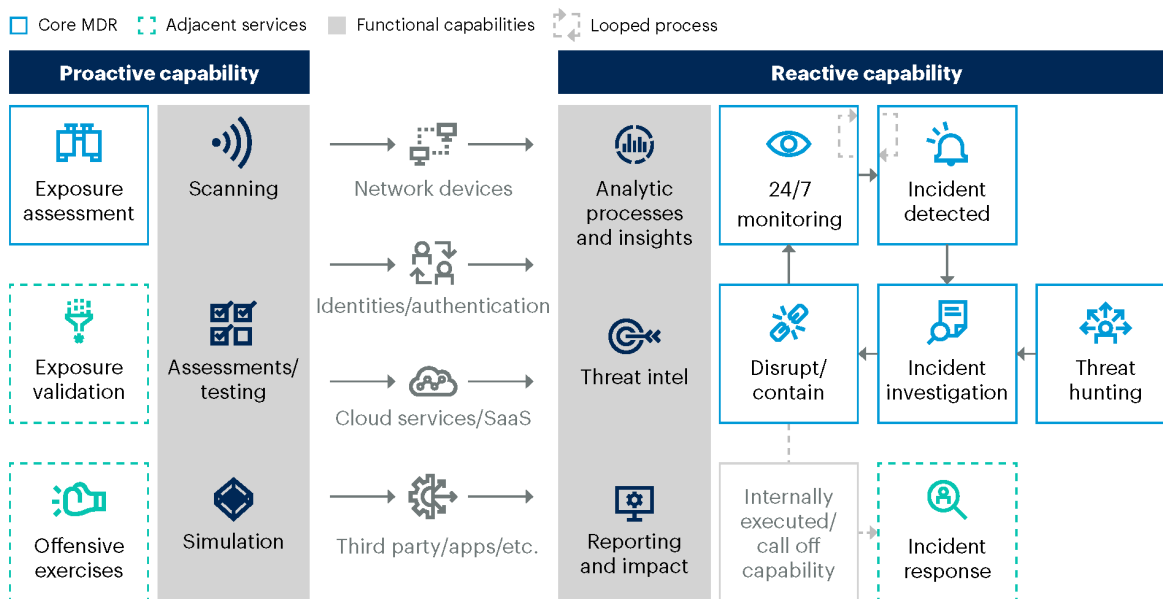 Core MDR
Adjacent services
Functional capabilities
Looped process
Proactive capability
Reactive capability
Exposure
assessment
Scanning
Network devices
Analytic
processes
and insights
24/7
monitoring
Incident
detected
Identities/authentication
Exposure
validation
Assessments/
testing
Cloud services/SaaS
Threat intel
Disrupt/
contain
Incident
investigation
Threat
hunting
Offensive
exercises
Simulation
Third party/apps/etc.
Reporting
and impact
Internally
executed/
call off
capability
Incident
response